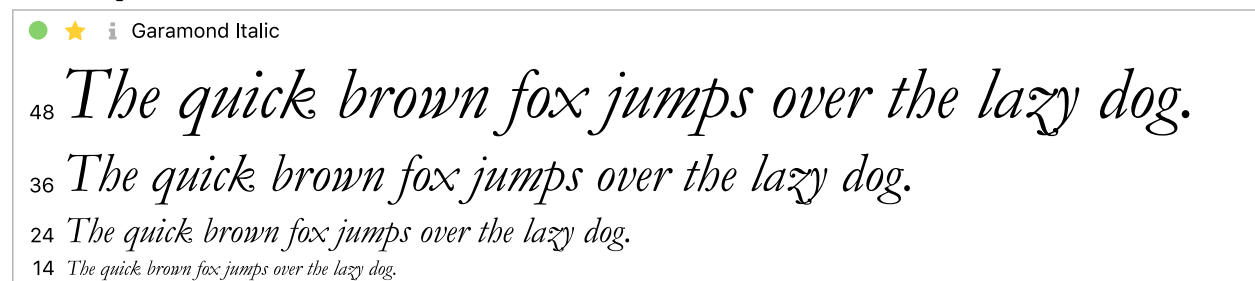 Garamond Italic
48 The quick brown fox jumps over the lazy dog.
36 The quick brown fox jumps over the lazy dog.
24 The quick brown fox jumps over the lazy dog.
14 The quick brown fox jumps over the lazy dog.